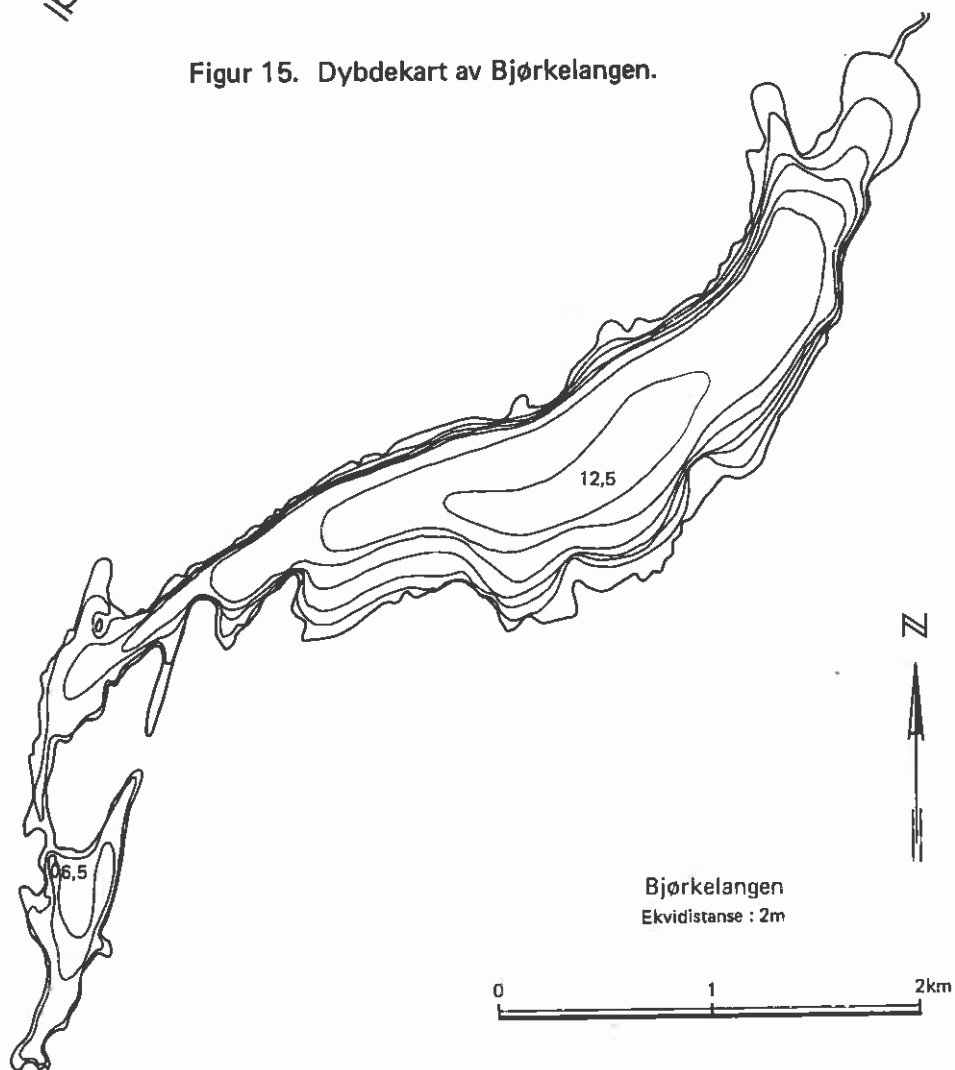 Figur 15. Dybdekart av Bjørkelangen.
12,5
N
6,5
Bjørkelangen
Ekvidistanse : 2m
0 1 2km